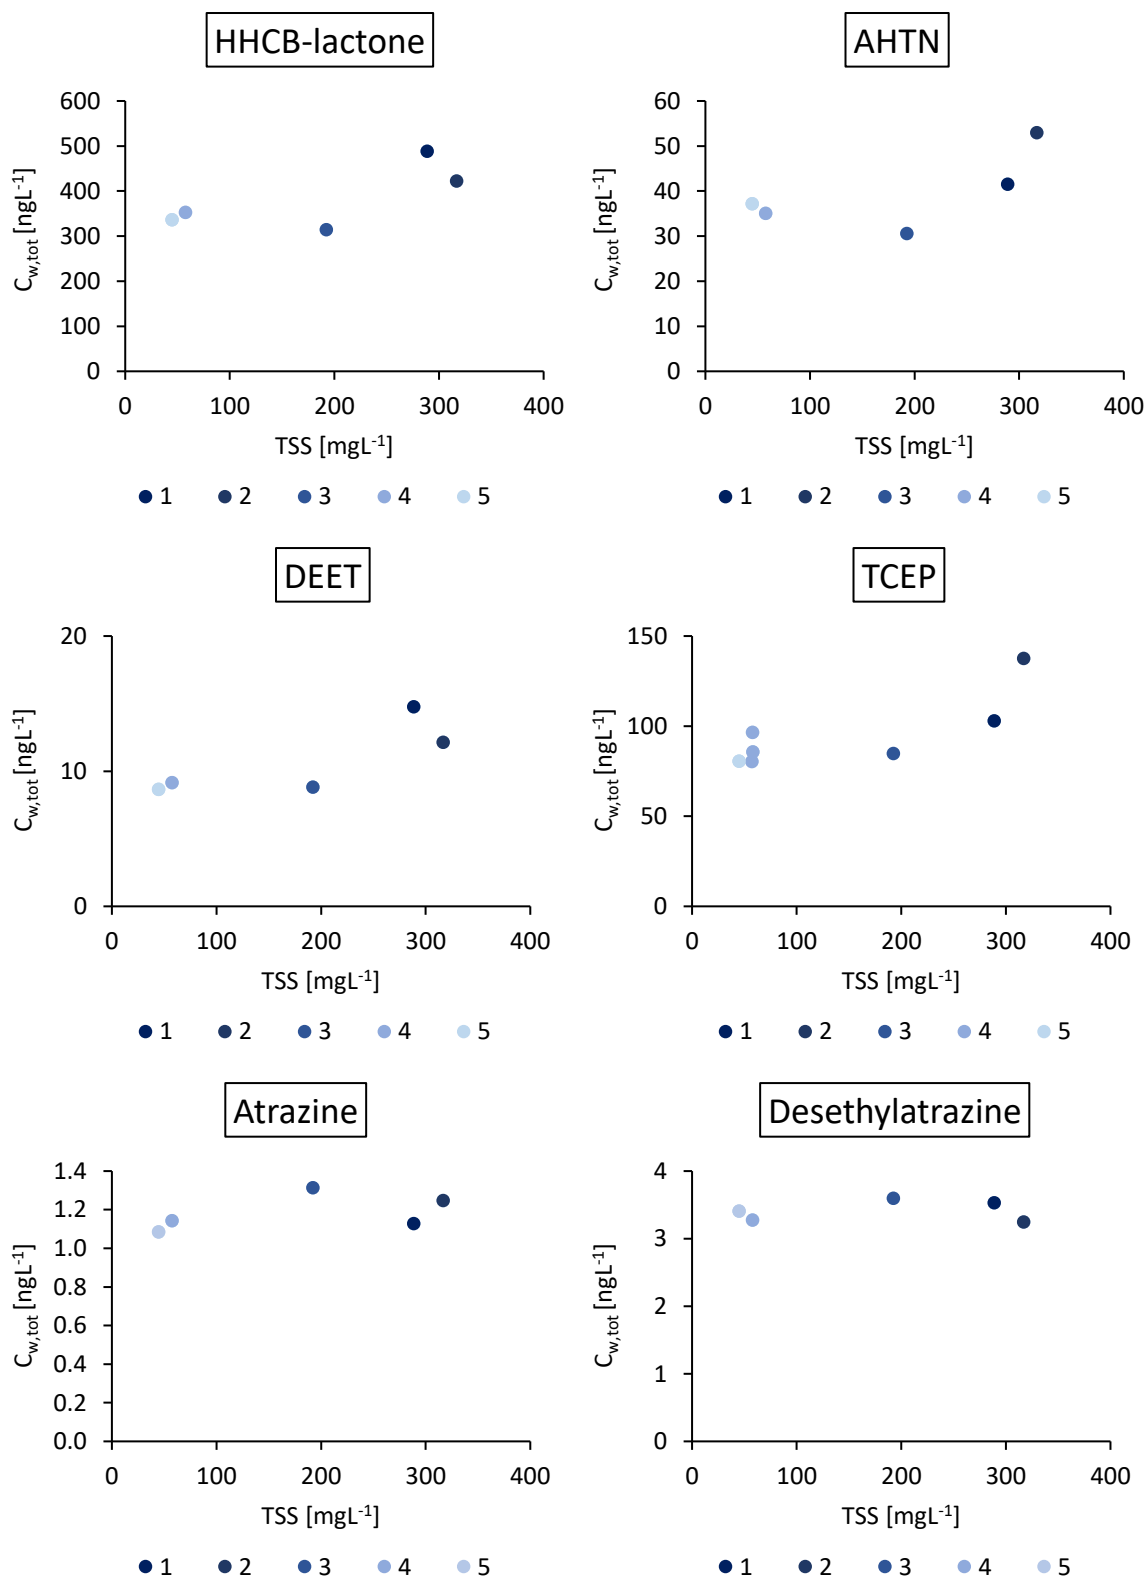 HHCB-lactone
600
500
400
300
200
100
0
C_w,tot [ngL⁻¹]
0 100 200 300 400
TSS [mgL⁻¹]
1 2 3 4 5
AHTN
60
50
40
30
20
10
0
C_w,tot [ngL⁻¹]
0 100 200 300 400
TSS [mgL⁻¹]
1 2 3 4 5
DEET
20
10
0
C_w,tot [ngL⁻¹]
0 100 200 300 400
TSS [mgL⁻¹]
1 2 3 4 5
TCEP
150
100
50
0
C_w,tot [ngL⁻¹]
0 100 200 300 400
TSS [mgL⁻¹]
1 2 3 4 5
Atrazine
1.4
1.2
1.0
0.8
0.6
0.4
0.2
0.0
C_w,tot [ngL⁻¹]
0 100 200 300 400
TSS [mgL⁻¹]
1 2 3 4 5
Desethylatrazine
4
3
2
1
0
C_w,tot [ngL⁻¹]
0 100 200 300 400
TSS [mgL⁻¹]
1 2 3 4 5